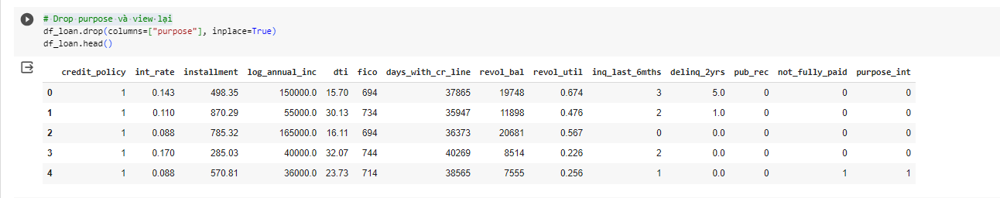 # Drop purpose và view lại
df_loan.drop(columns=["purpose"], inplace=True)
df_loan.head()
credit_policy int_rate installment log_annual_inc dti fico days_with_cr_line revol_bal revol_util inq_last_6mths delinq_2yrs pub_rec not_fully_paid purpose_int
0 1 0.143 498.35 150000.0 15.70 694 37865 19748 0.674 3 5.0 0 0 0
1 1 0.110 870.29 55000.0 30.13 734 35947 11898 0.476 2 1.0 0 0 0
2 1 0.088 785.32 165000.0 16.11 694 36373 20681 0.567 0 0.0 0 0 0
3 1 0.170 285.03 40000.0 32.07 744 40269 8514 0.226 2 0.0 0 0 0
4 1 0.088 570.81 36000.0 23.73 714 38565 7555 0.256 1 0.0 0 1 1